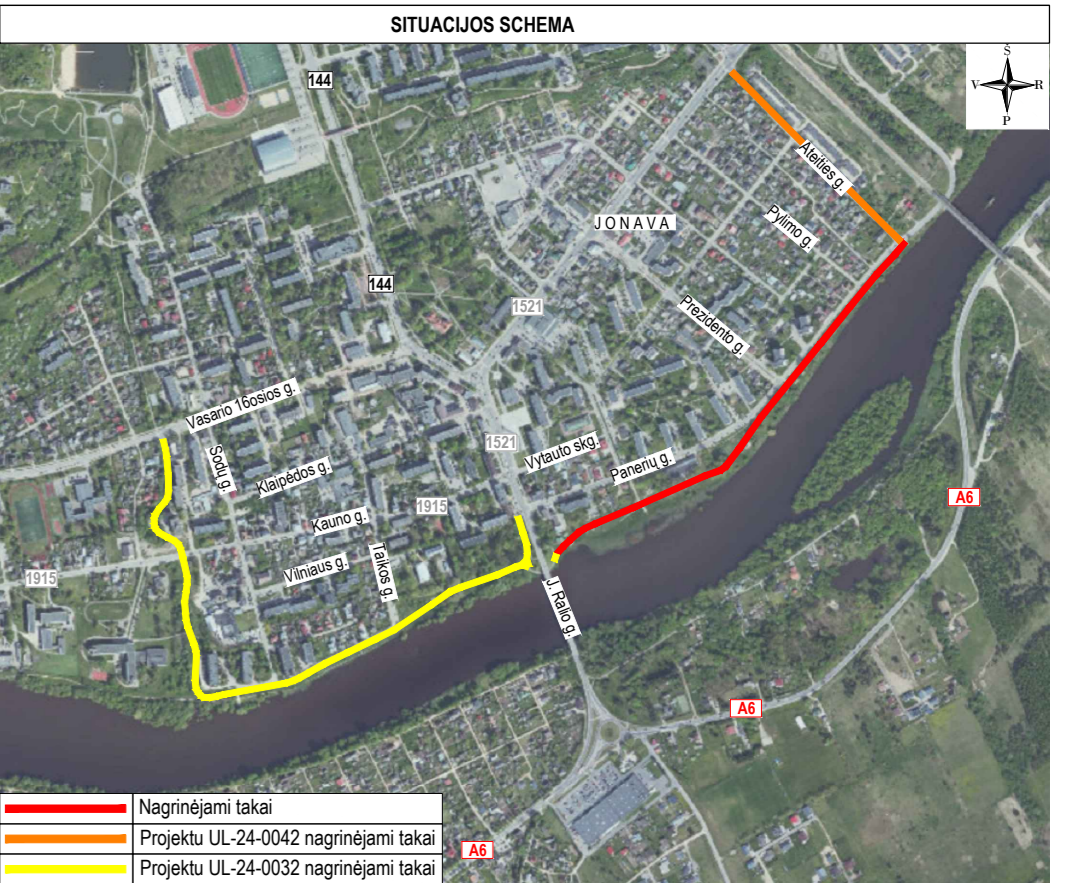 SITUACIJOS SCHEMA
Š
V
R
P
144
Ateities g.
JONAVA
Pylimo g.
144
1521
Prezidento g.
Vasario 16osios g.
1521
Vytauto skg.
Sodų g.
Klaipėdos g.
Panerių g.
A6
1915
Kauno g.
Vilniaus g.
Taikos g.
1915
J. Ralio g.
A6
Nagrinėjami takai
Projektu UL-24-0042 nagrinėjami takai
A6
Projektu UL-24-0032 nagrinėjami takai